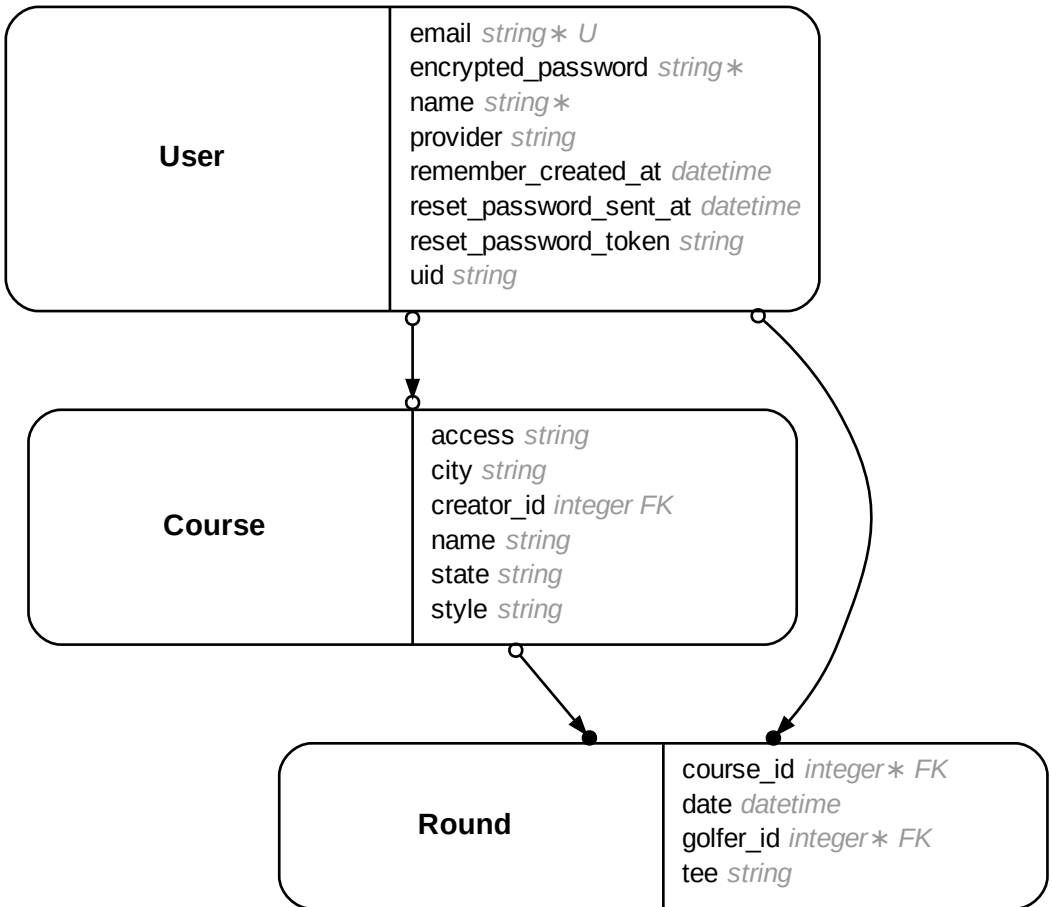 User
email string∗ U
encrypted_password string∗
name string∗
provider string
remember_created_at datetime
reset_password_sent_at datetime
reset_password_token string
uid string
Course
access string
city string
creator_id integer FK
name string
state string
style string
Round
course_id integer∗ FK
date datetime
golfer_id integer∗ FK
tee string